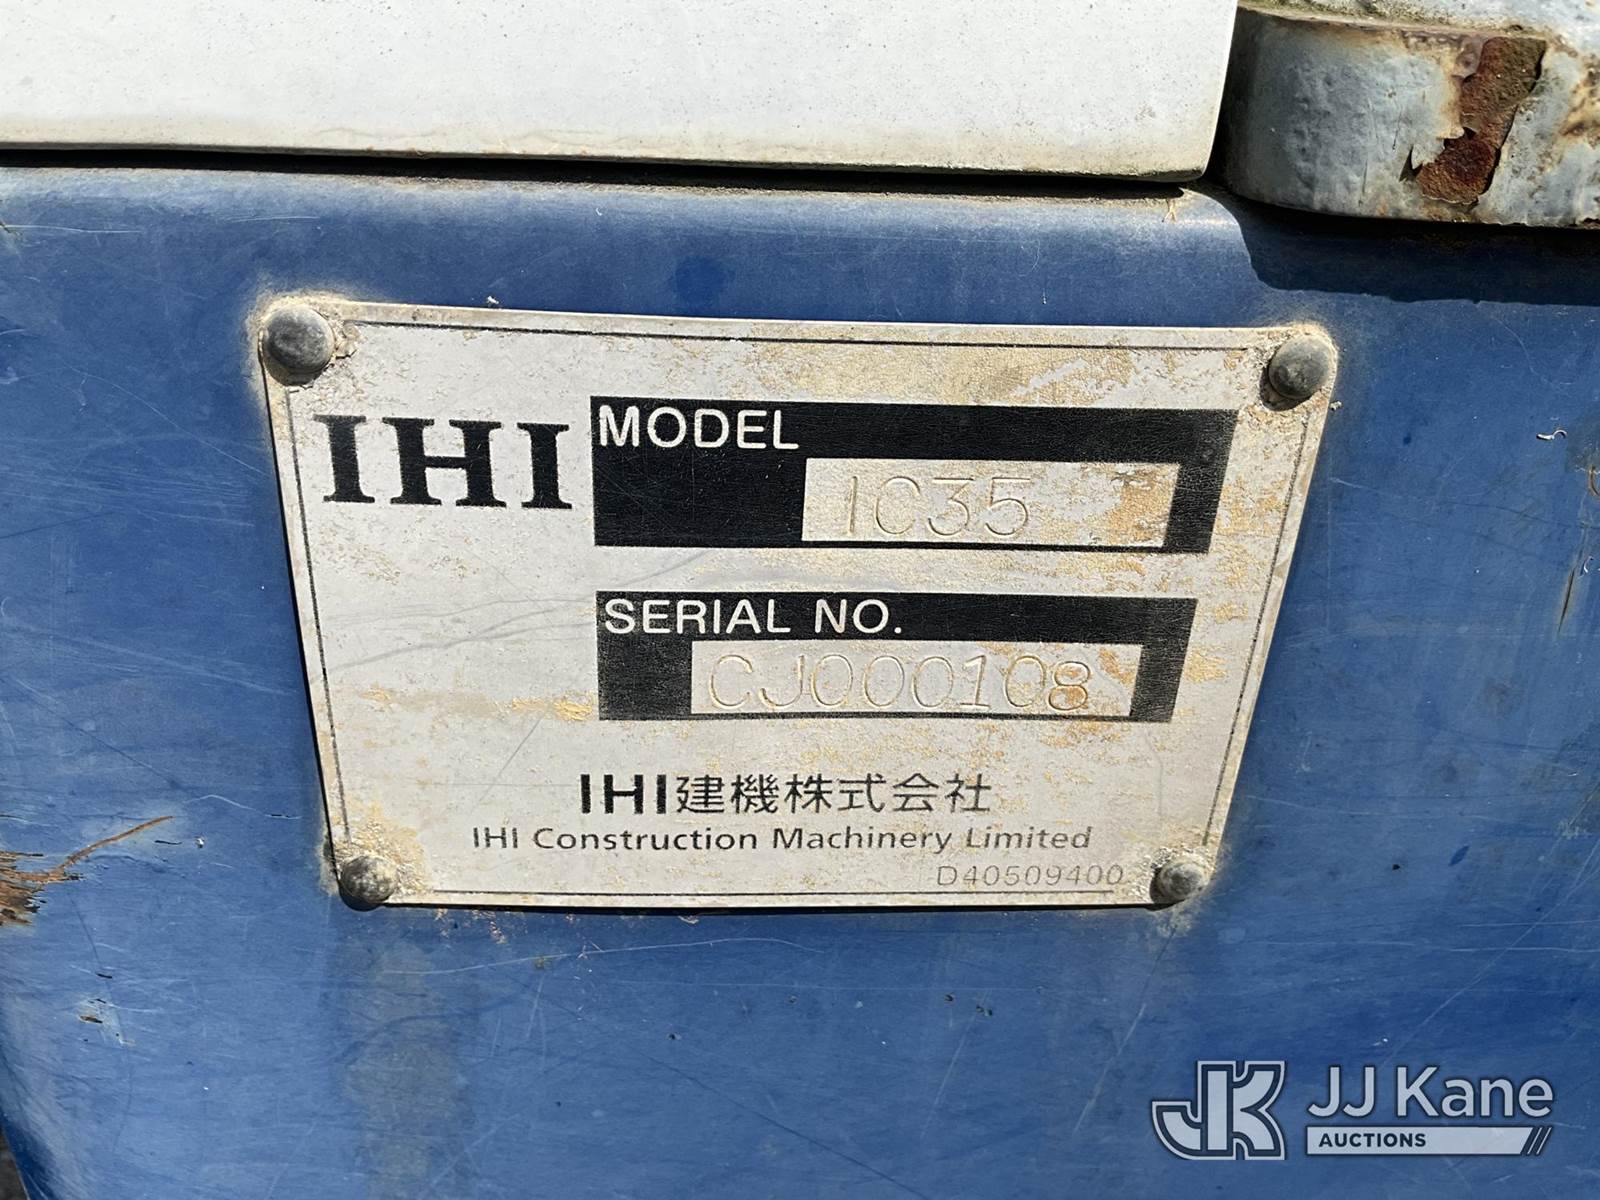 IHI
MODEL
IC35
SERIAL NO.
CJ000108
IHI建機株式会社
IHI Construction Machinery Limited
D40509400
JK JJ Kane
AUCTIONS